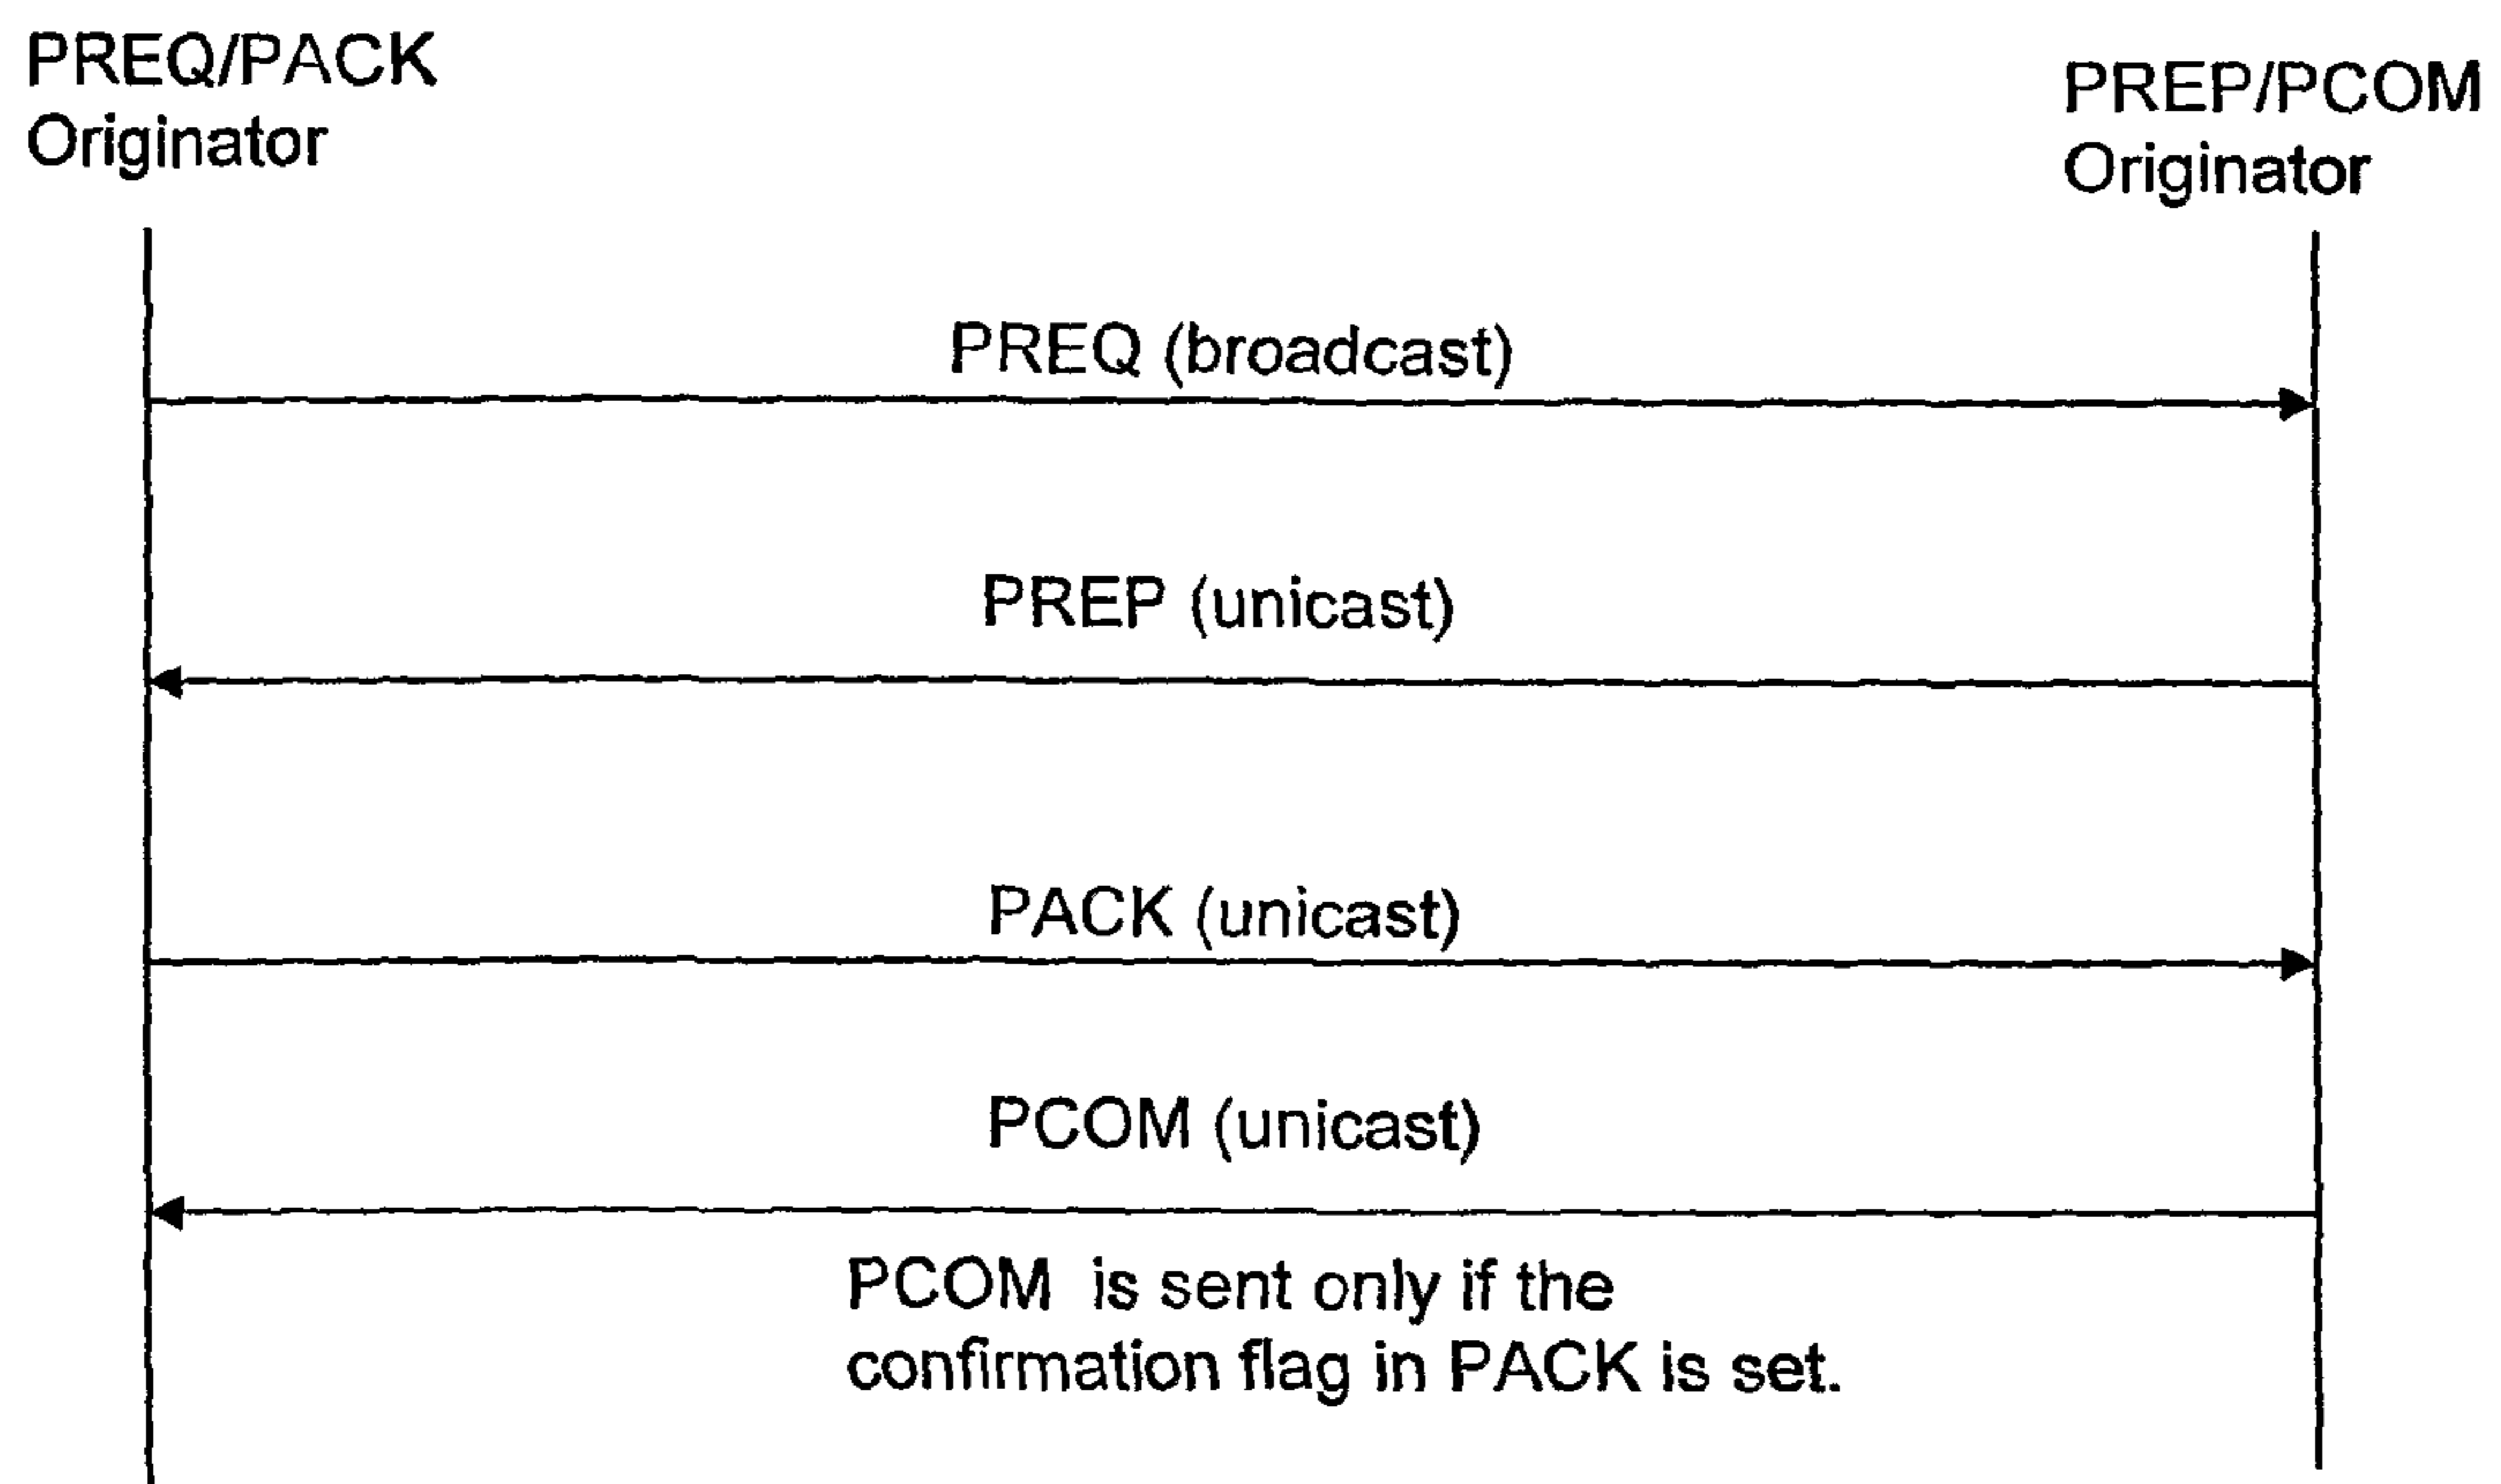 PREQ/PACK
Originator
PREP/PCOM
Originator
PREQ (broadcast)
PREP (unicast)
PACK (unicast)
PCOM (unicast)
PCOM is sent only if the
confirmation flag in PACK is set.